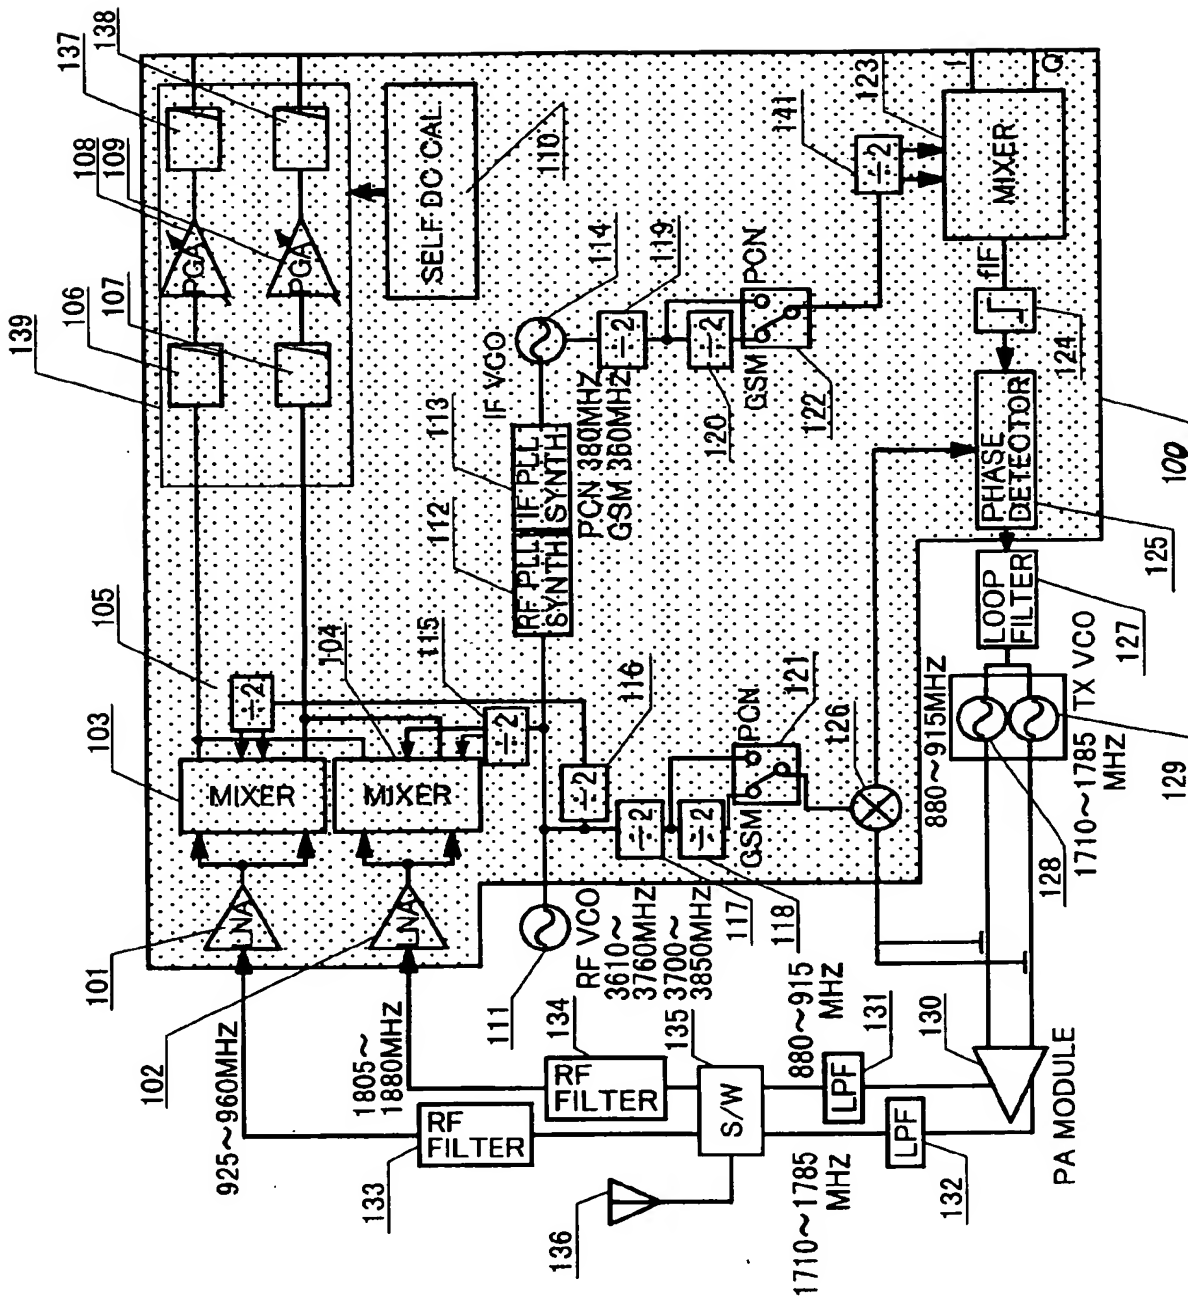 139
106
107
108
109
137
138
PGA
PGA
SELF DC CAL
110
105
103
MIXER
÷2
104
MIXER
115
÷2
101
LNA
102
LNA
925~960MHZ
1805~
1880MHZ
112
RF PLL
SYNTH
113
IF PLL
SYNTH
IF VCO
114
PCN 380MHZ
GSM 360MHZ
÷2
119
÷2
120
GSM
PCN
122
141
÷2
123
MIXER
I
Q
fIF
124
PHASE
DETECTOR
125
100
LOOP
FILTER
127
TX VCO
880~915MHZ
1710~1785
MHZ
128
129
111
RF VCO
3610~
3760MHZ
3700~
3850MHZ
÷2
116
÷2
117
÷2
118
GSM
PCN
121
126
134
RF
FILTER
133
RF
FILTER
135
S/W
136
880~915
MHZ
131
LPF
1710~1785
MHZ
132
LPF
130
PA MODULE